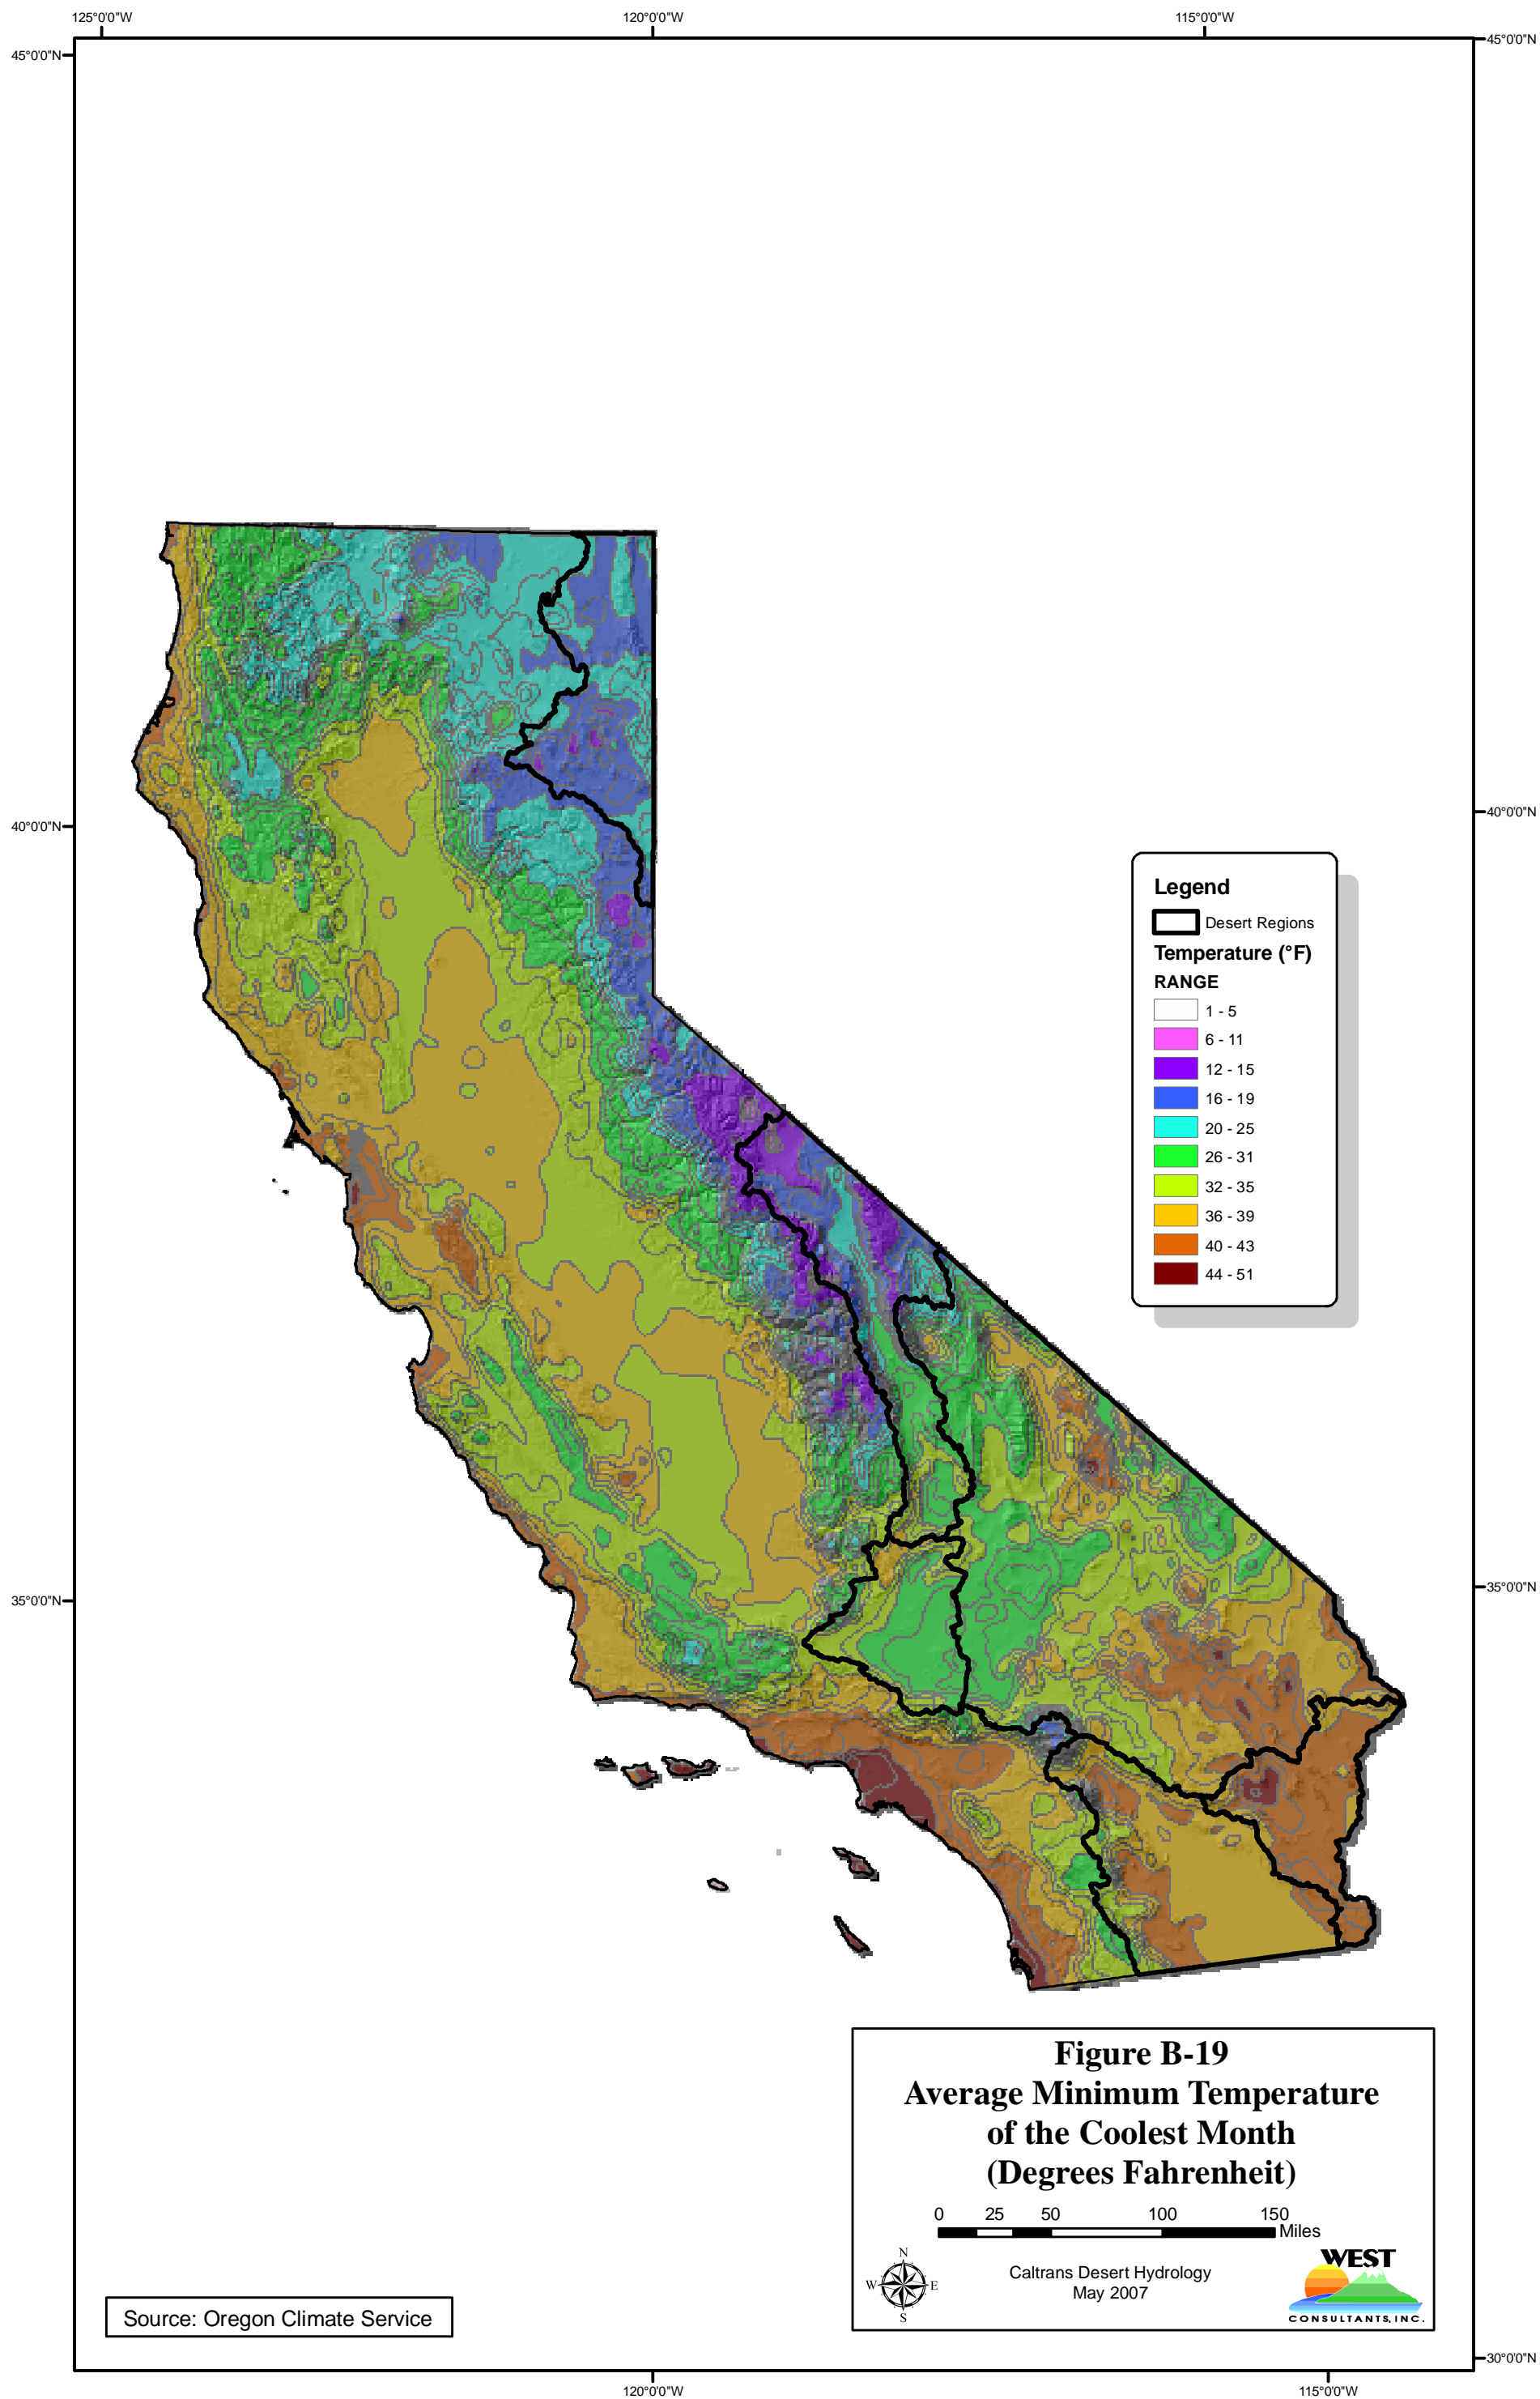 125°0'0"W
120°0'0"W
115°0'0"W
45°0'0"N
45°0'0"N
40°0'0"N
40°0'0"N
Legend
Desert Regions
Temperature (°F)
RANGE
1 - 5
6 - 11
12 - 15
16 - 19
20 - 25
26 - 31
32 - 35
36 - 39
40 - 43
44 - 51
35°0'0"N
35°0'0"N
Figure B-19
Average Minimum Temperature
of the Coolest Month
(Degrees Fahrenheit)
0 25 50 100 150
Miles
N
W E
S
Caltrans Desert Hydrology
May 2007
WEST
CONSULTANTS, INC.
Source: Oregon Climate Service
30°0'0"N
120°0'0"W
115°0'0"W